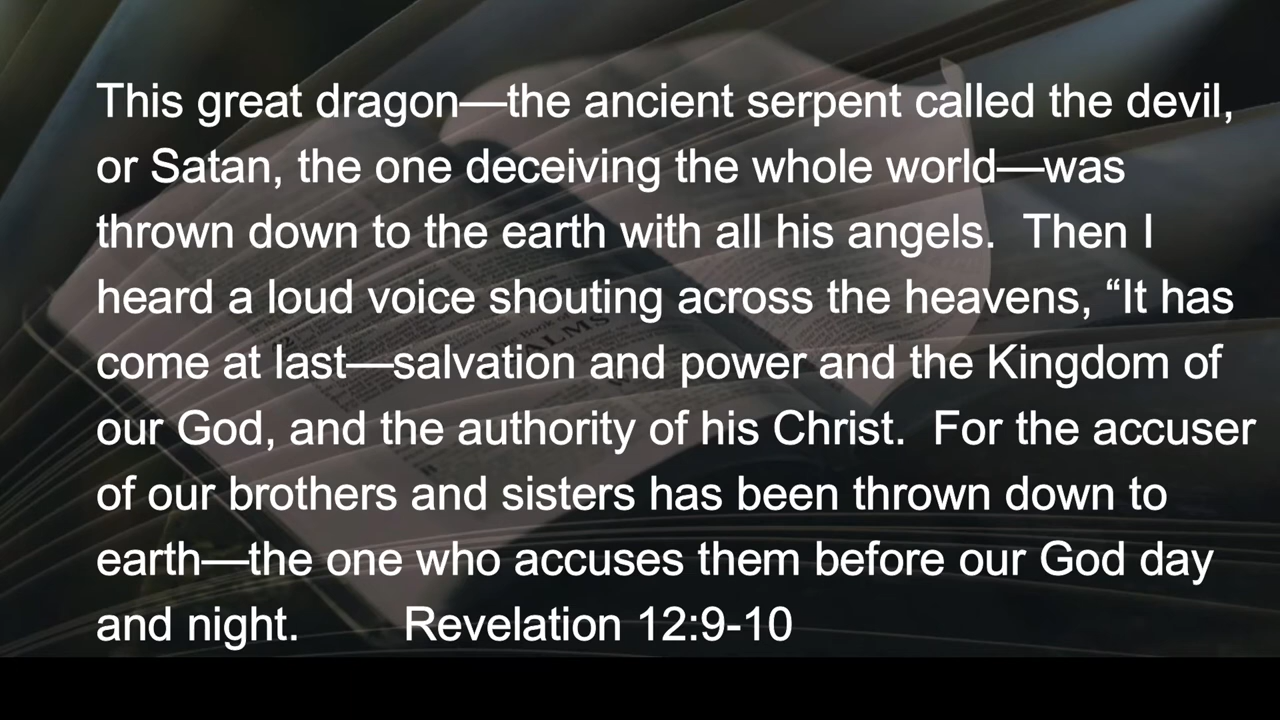 This great dragon—the ancient serpent called the devil,
or Satan, the one deceiving the whole world—was
thrown down to the earth with all his angels.  Then I
heard a loud voice shouting across the heavens, “It has
come at last—salvation and power and the Kingdom of
our God, and the authority of his Christ.  For the accuser
of our brothers and sisters has been thrown down to
earth—the one who accuses them before our God day
and night.        Revelation 12:9-10